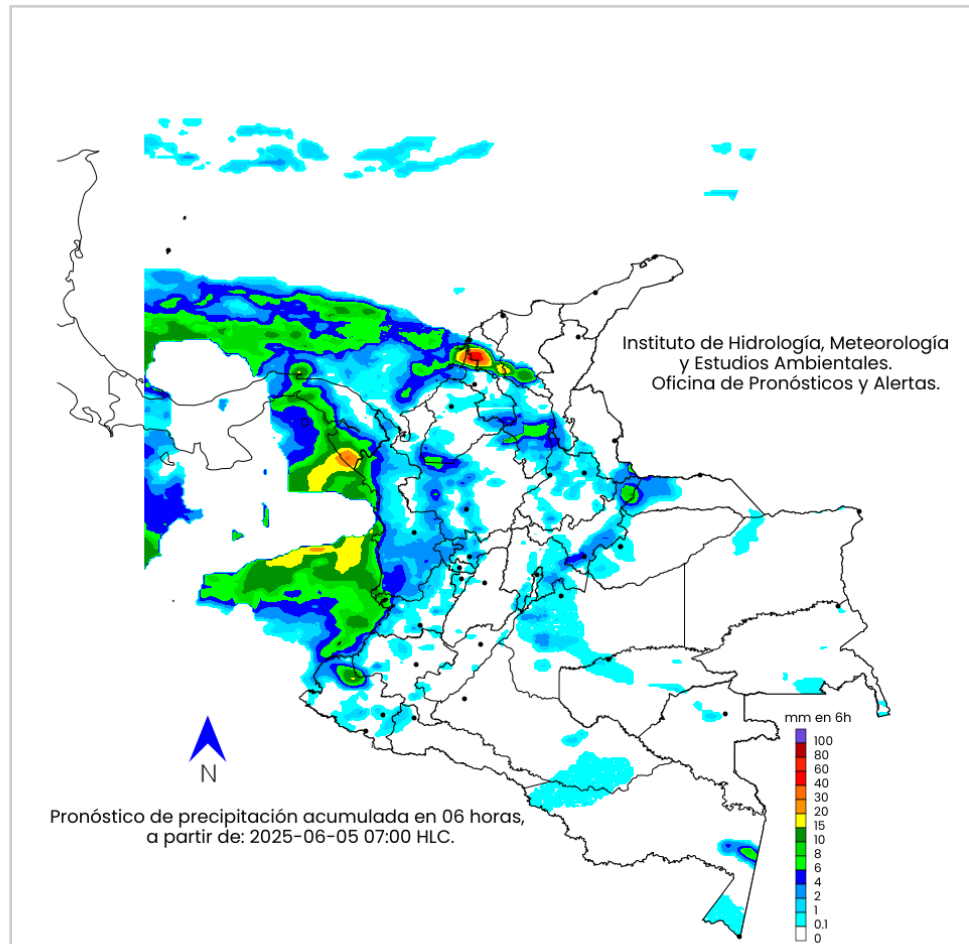 Instituto de Hidrología, Meteorología
y Estudios Ambientales.
Oficina de Pronósticos y Alertas.
N
Pronóstico de precipitación acumulada en 06 horas,
a partir de: 2025-06-05 07:00 HLC.
mm en 6h
100
80
60
40
30
20
15
10
8
6
4
2
1
0.1
0